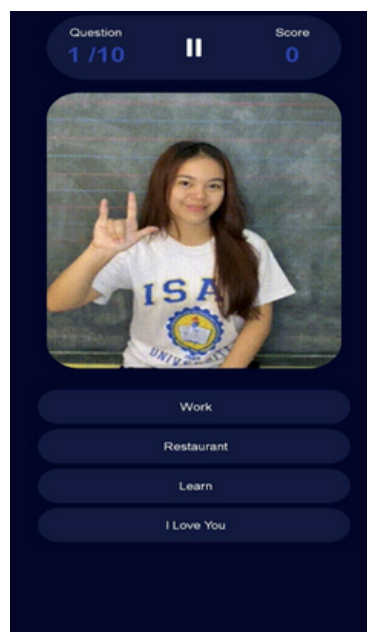 Question
1 /10
Score
0
ISA
UNIVERSITY
Work
Restaurant
Learn
I Love You